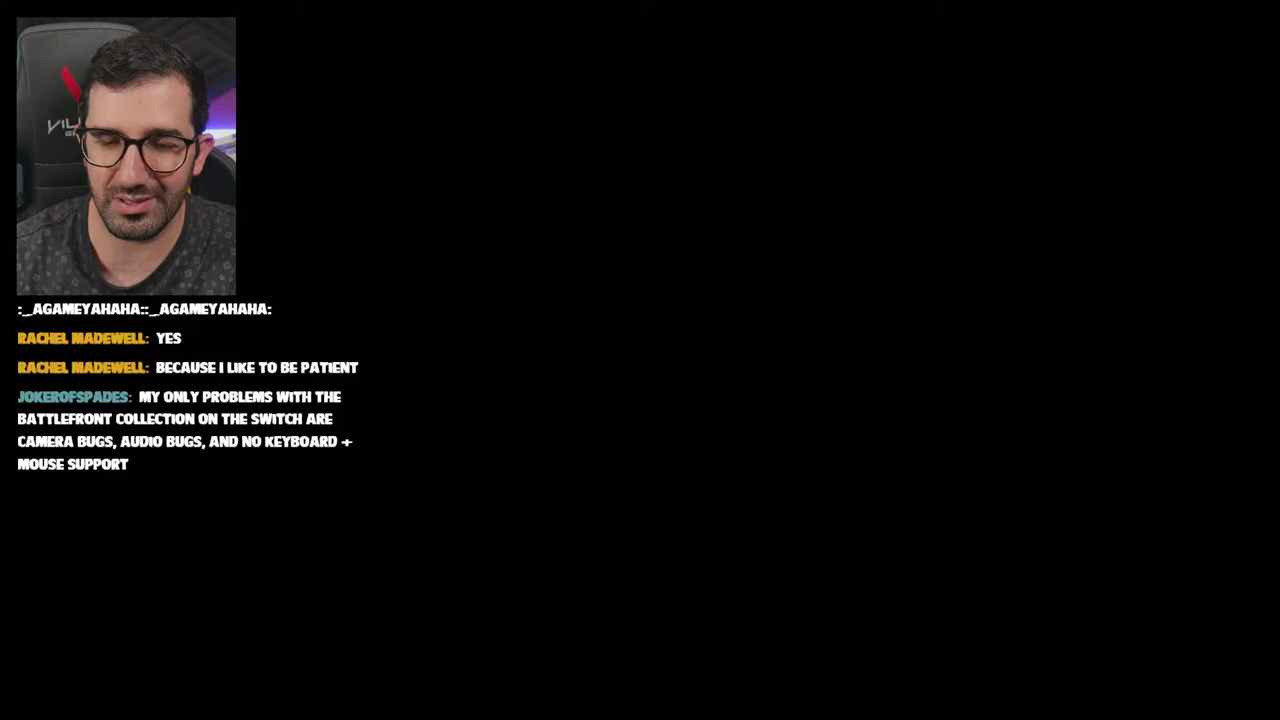 :_AGAMEYAHAHA::_AGAMEYAHAHA:
RACHEL MADEWELL: YES
RACHEL MADEWELL: BECAUSE I LIKE TO BE PATIENT
JOKEROFSPADES: MY ONLY PROBLEMS WITH THE
BATTLEFRONT COLLECTION ON THE SWITCH ARE
CAMERA BUGS, AUDIO BUGS, AND NO KEYBOARD +
MOUSE SUPPORT